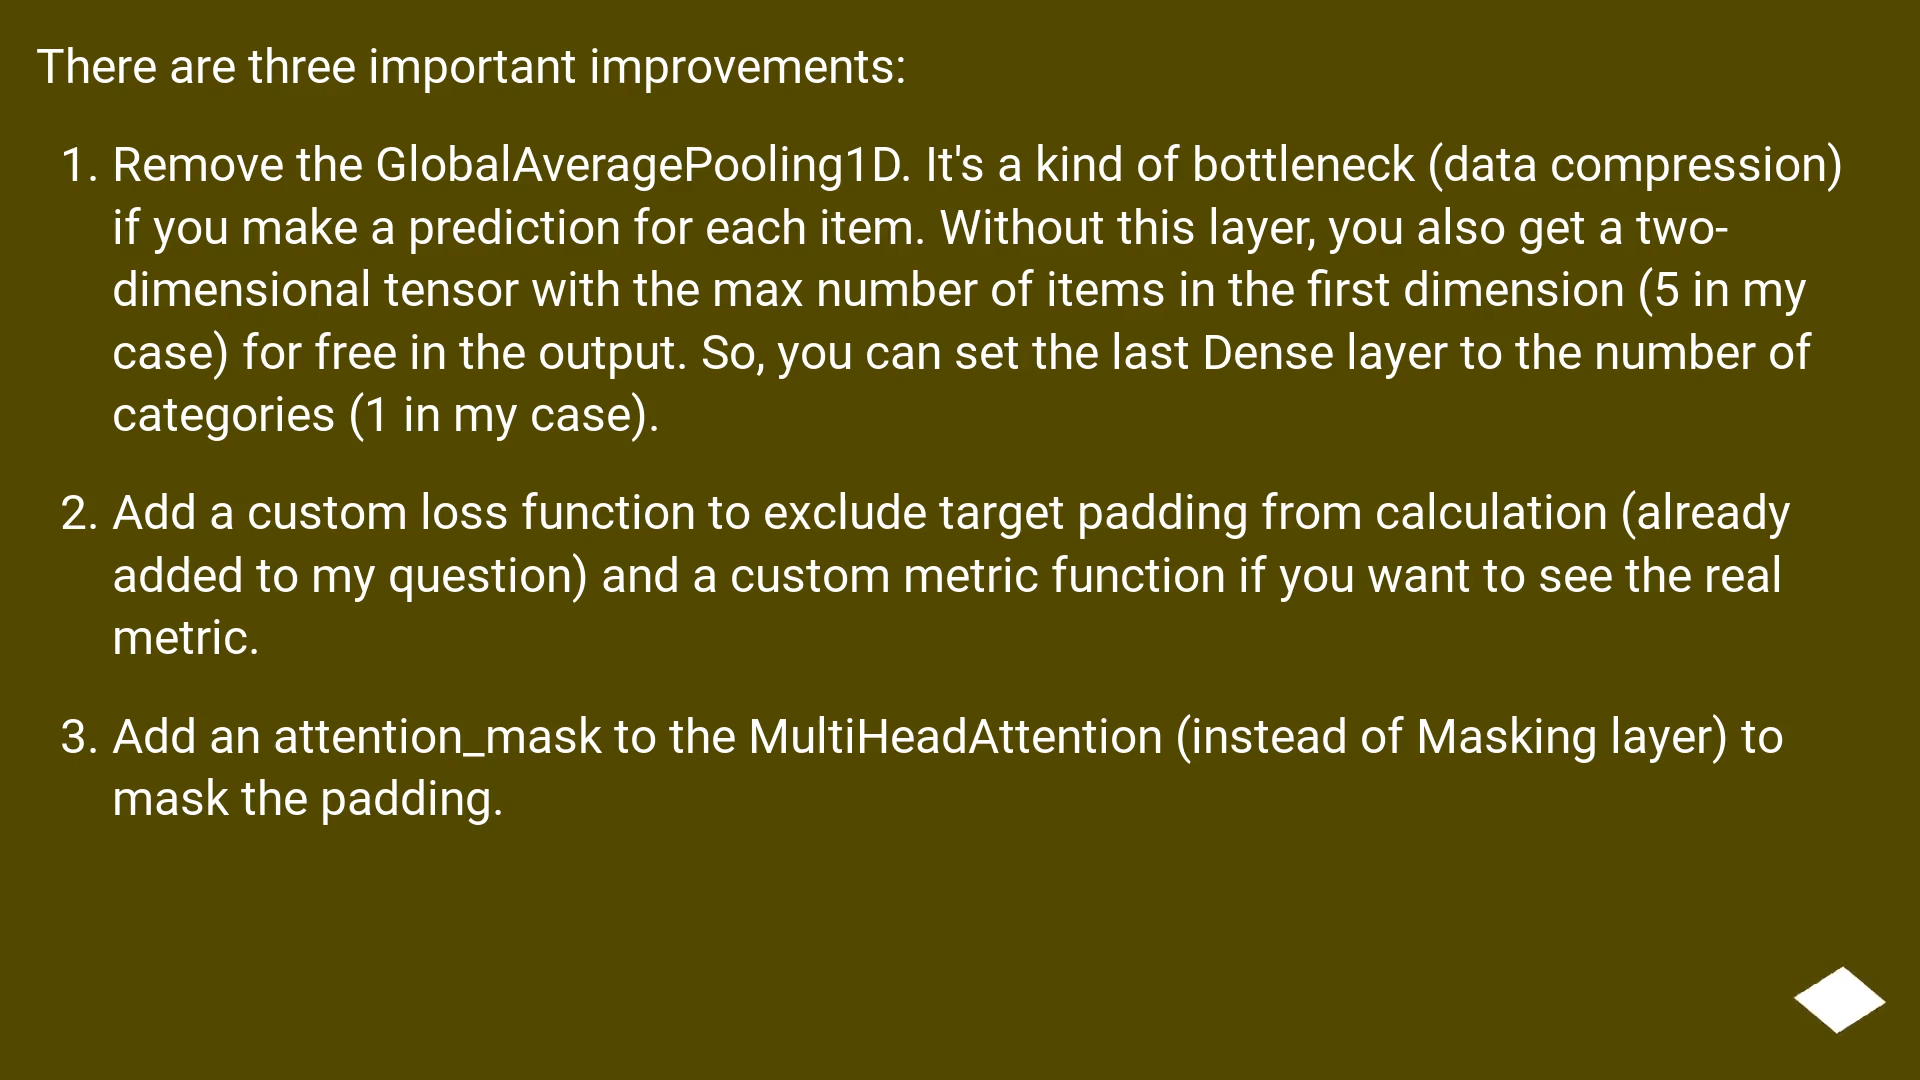 There are three important improvements:
1. Remove the GlobalAveragePooling1D. It's a kind of bottleneck (data compression)
if you make a prediction for each item. Without this layer, you also get a two-
dimensional tensor with the max number of items in the first dimension (5 in my
case) for free in the output. So, you can set the last Dense layer to the number of
categories (1 in my case).
2. Add a custom loss function to exclude target padding from calculation (already
added to my question) and a custom metric function if you want to see the real
metric.
3. Add an attention_mask to the MultiHeadAttention (instead of Masking layer) to
mask the padding.